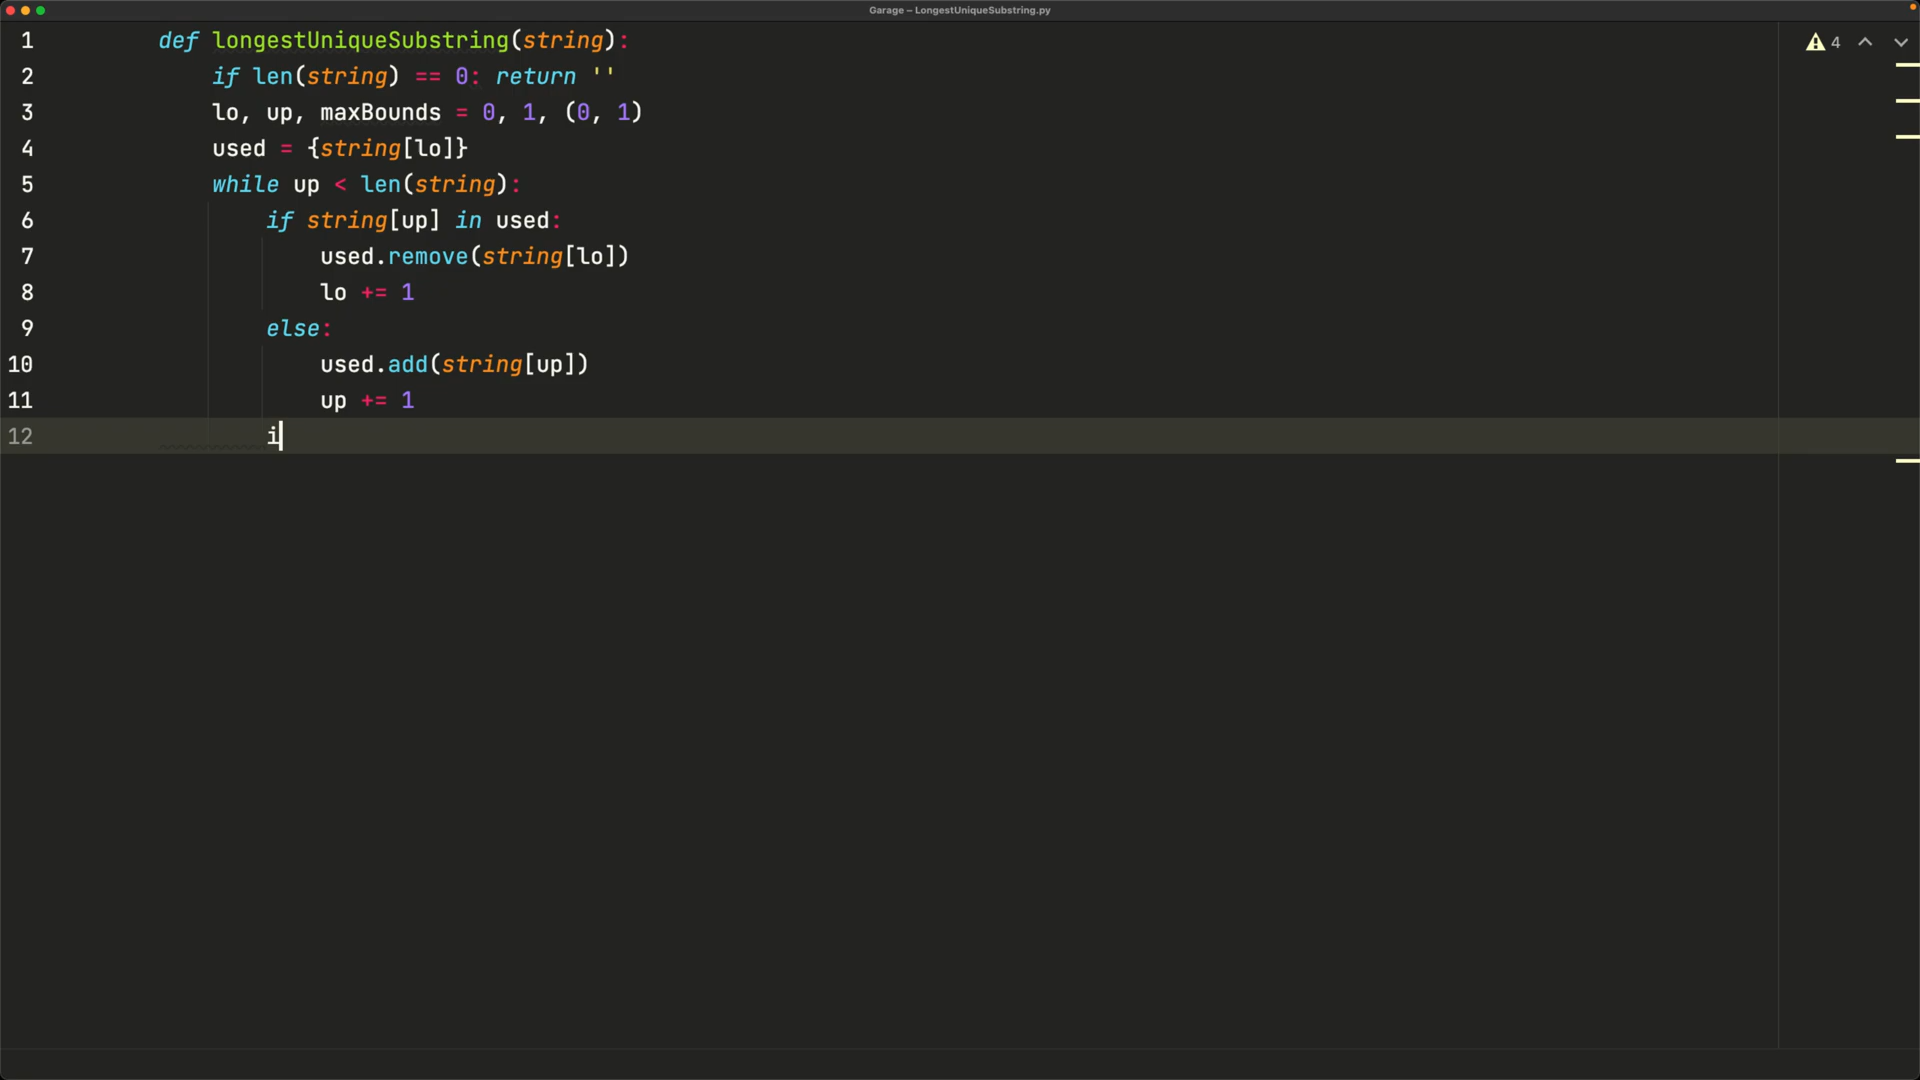 Garage – LongestUniqueSubstring.py
4
1 def longestUniqueSubstring(string):
2 if len(string) == 0: return ''
3 lo, up, maxBounds = 0, 1, (0, 1)
4 used = {string[lo]}
5 while up < len(string):
6 if string[up] in used:
7 used.remove(string[lo])
8 lo += 1
9 else:
10 used.add(string[up])
11 up += 1
12 i